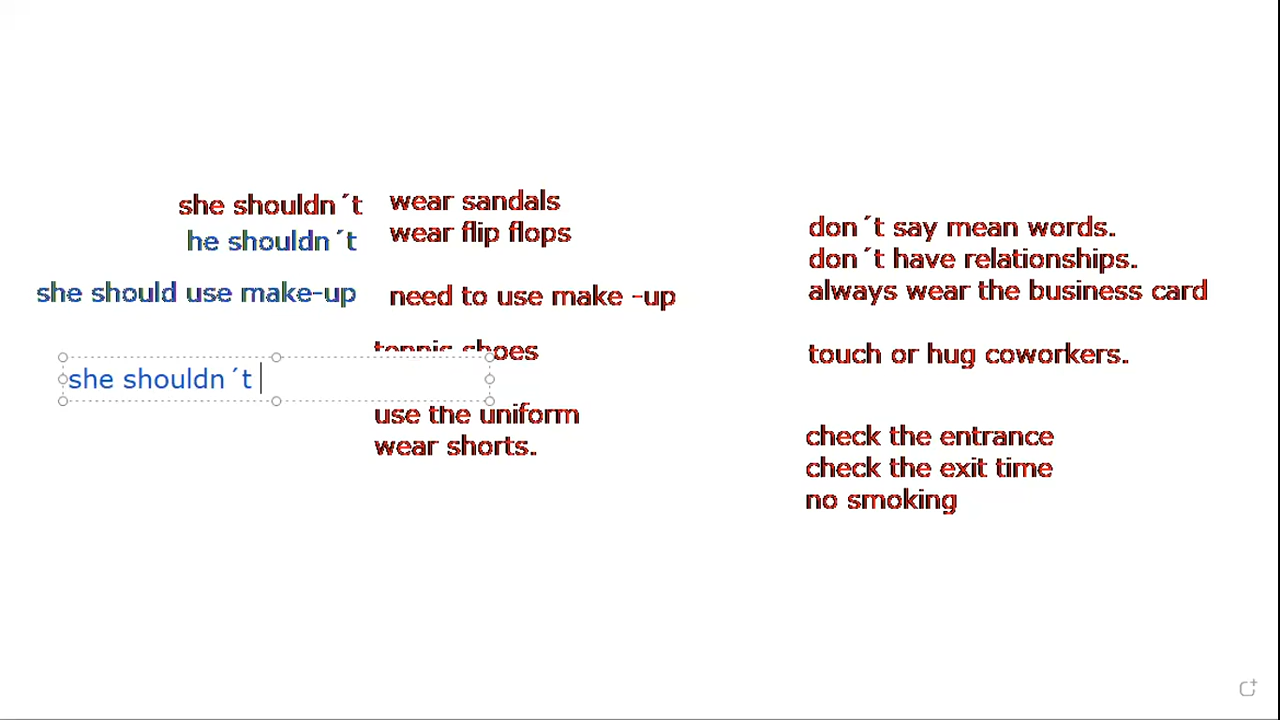 she shouldn´t wear sandals
he shouldn´t wear flip flops
she should use make-up need to use make -up
tennis shoes
she shouldn´t
use the uniform
wear shorts.
don´t say mean words.
don´t have relationships.
always wear the business card
touch or hug coworkers.
check the entrance
check the exit time
no smoking